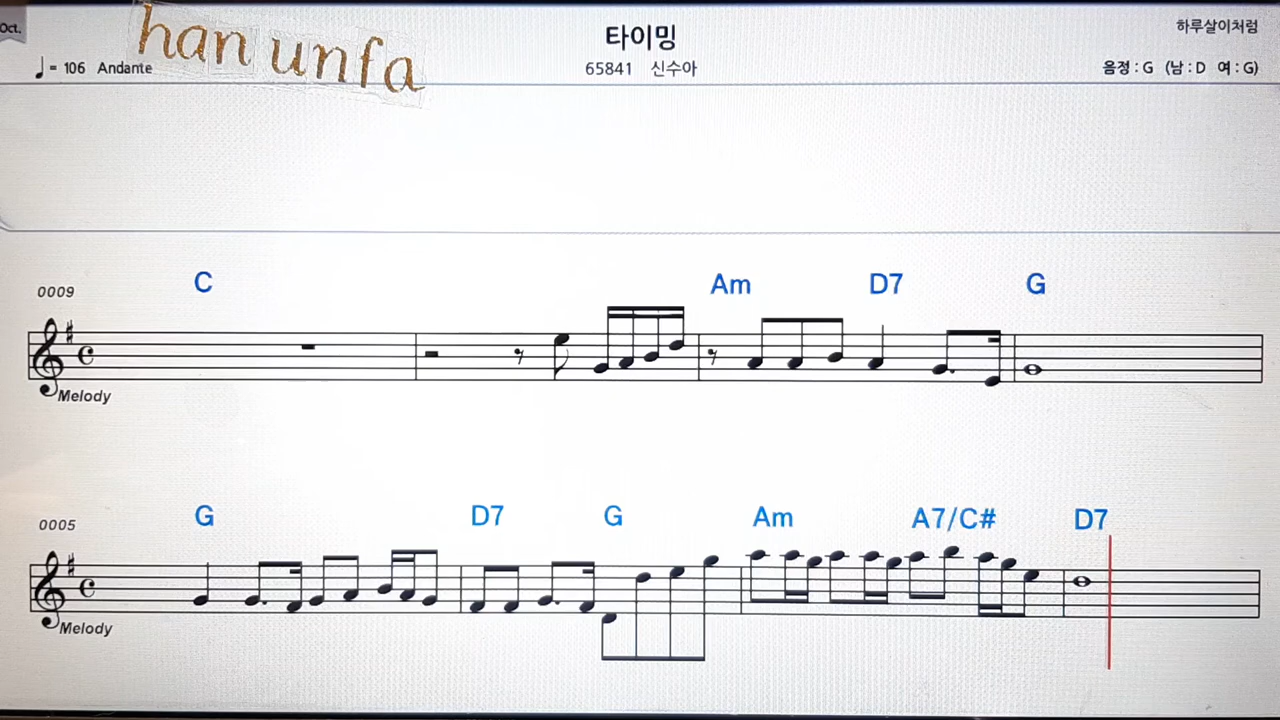 Oct.
han unfa
타이밍
하루살이처럼
♩ = 106 Andante
65841 신수아
음정 : G (남 : D 여 : G)
C Am D7 G
0009
Melody
G D7 G Am A7/C# D7
0005
Melody